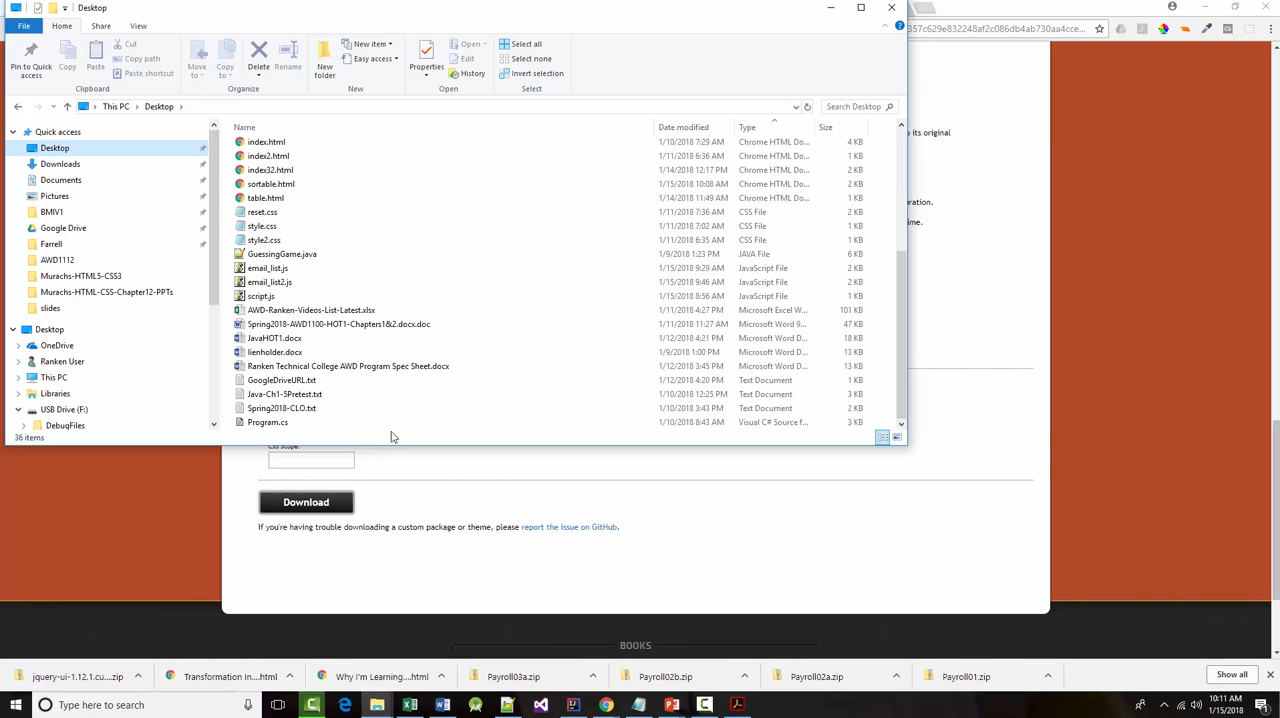 Desktop
File Home Share View
357c629e832248af2c086db4ab730aa4cce...
Pin to Quick access
Copy
Paste
Cut
Copy path
Paste shortcut
Move to
Copy to
Delete
Rename
New folder
New item
Easy access
Properties
Open
Edit
History
Select all
Select none
Invert selection
Clipboard Organize New Open Select
This PC Desktop Search Desktop
Name Date modified Type Size
Quick access
Desktop
Downloads
Documents
Pictures
BMIV1
Google Drive
Farrell
AWD1112
Murachs-HTML5-CSS3
Murachs-HTML-CSS-Chapter12-PPTs
slides
Desktop
OneDrive
Ranken User
This PC
Libraries
USB Drive (F:)
DebugFiles
index.html 1/10/2018 7:29 AM Chrome HTML Do... 4 KB
index2.html 1/11/2018 6:36 AM Chrome HTML Do... 1 KB
index32.html 1/14/2018 12:17 PM Chrome HTML Do... 2 KB
sortable.html 1/15/2018 10:08 AM Chrome HTML Do... 2 KB
table.html 1/14/2018 11:49 AM Chrome HTML Do... 1 KB
reset.css 1/11/2018 7:36 AM CSS File 2 KB
style.css 1/11/2018 7:02 AM CSS File 1 KB
style2.css 1/11/2018 6:35 AM CSS File 1 KB
GuessingGame.java 1/9/2018 1:23 PM JAVA File 6 KB
email_list.js 1/15/2018 9:29 AM JavaScript File 2 KB
email_list2.js 1/15/2018 9:46 AM JavaScript File 2 KB
script.js 1/15/2018 8:56 AM JavaScript File 1 KB
AWD-Ranken-Videos-List-Latest.xlsx 1/11/2018 4:27 PM Microsoft Excel W... 101 KB
Spring2018-AWD1100-HOT1-Chapters1&2.docx.doc 1/11/2018 11:27 AM Microsoft Word 9... 47 KB
JavaHOT1.docx 1/12/2018 4:21 PM Microsoft Word D... 18 KB
lienholder.docx 1/9/2018 1:00 PM Microsoft Word D... 13 KB
Ranken Technical College AWD Program Spec Sheet.docx 1/12/2018 3:45 PM Microsoft Word D... 13 KB
GoogleDriveURL.txt 1/12/2018 4:20 PM Text Document 1 KB
Java-Ch1-5Pretest.txt 1/10/2018 12:25 PM Text Document 1 KB
Spring2018-CLO.txt 1/10/2018 3:43 PM Text Document 2 KB
Program.cs 1/10/2018 8:43 AM Visual C# Source f... 3 KB
36 items
o its original
aration.
ime.
CSS Scope:
Download
If you're having trouble downloading a custom package or theme, please report the issue on GitHub.
BOOKS
jquery-ui-1.12.1.cu....zip Transformation In....html Why I'm Learning....html Payroll03a.zip Payroll02b.zip Payroll02a.zip Payroll01.zip Show all
Type here to search
10:11 AM
1/15/2018